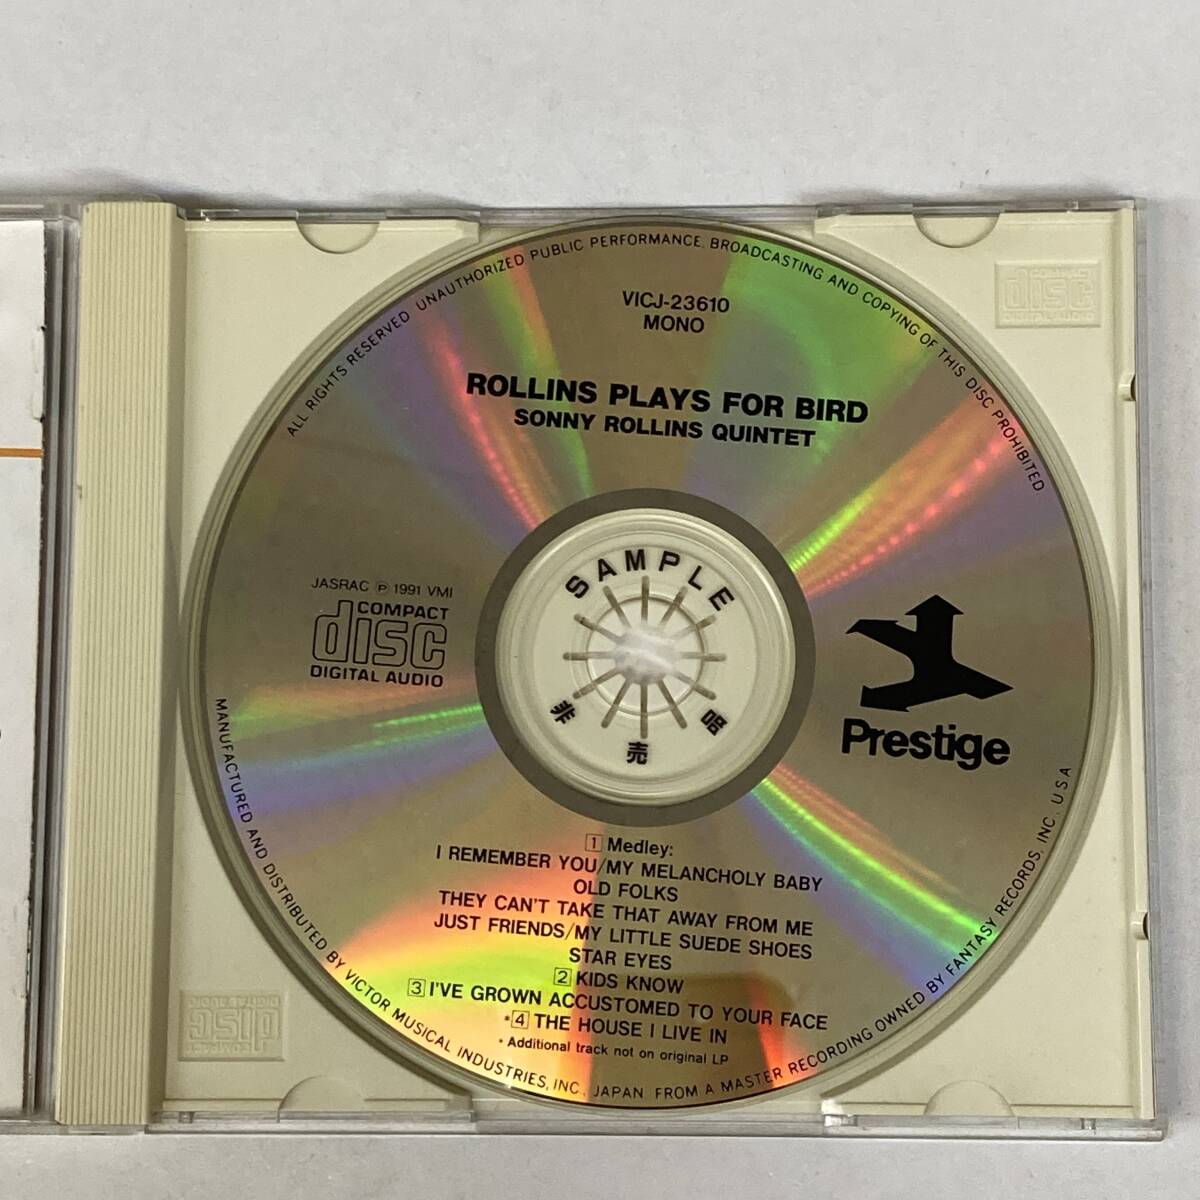 ALL RIGHTS RESERVED UNAUTHORIZED PUBLIC PERFORMANCE, BROADCASTING AND COPYING OF THIS DISC PROHIBITED
VICJ-23610
MONO
ROLLINS PLAYS FOR BIRD
SONNY ROLLINS QUINTET
COMPACT
disc
DIGITAL AUDIO
SAMPLE
非売品
JASRAC Ⓟ 1991 VMI
COMPACT
disc
DIGITAL AUDIO
Prestige
1 Medley:
I REMEMBER YOU/MY MELANCHOLY BABY
OLD FOLKS
THEY CAN'T TAKE THAT AWAY FROM ME
JUST FRIENDS/MY LITTLE SUEDE SHOES
STAR EYES
2 KIDS KNOW
3 I'VE GROWN ACCUSTOMED TO YOUR FACE
*4 THE HOUSE I LIVE IN
* Additional track not on original LP
MANUFACTURED AND DISTRIBUTED BY VICTOR MUSICAL INDUSTRIES, INC., JAPAN. FROM A MASTER RECORDING OWNED BY FANTASY RECORDS, INC. U.S.A
COMPACT
disc
DIGITAL AUDIO